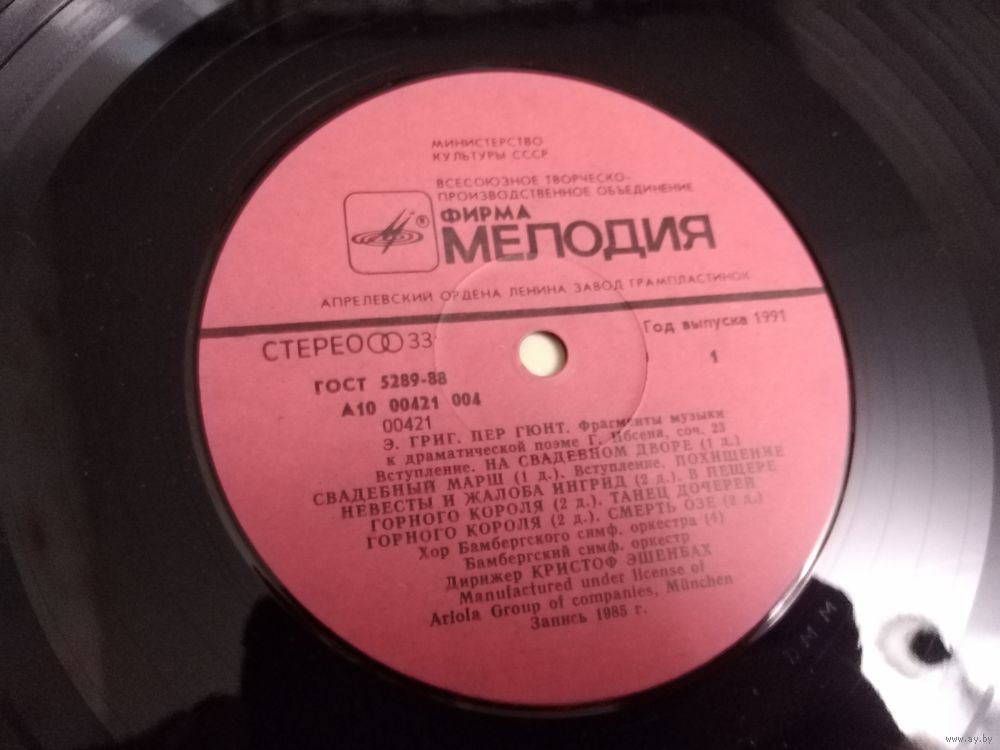 МИНИСТЕРСТВО
КУЛЬТУРЫ СССР
ВСЕСОЮЗНОЕ ТВОРЧЕСКО-
ПРОИЗВОДСТВЕННОЕ ОБЪЕДИНЕНИЕ
®
ФИРМА
МЕЛОДИЯ
АПРЕЛЕВСКИЙ ОРДЕНА ЛЕНИНА ЗАВОД ГРАМПЛАСТИНОК
СТЕРЕО 33
Год выпуска 1991
ГОСТ 5289-88
1
А10 00421 004
00421
Э. ГРИГ. ПЕР ГЮНТ. Фрагменты музыки
к драматической поэме Г. Ибсена, соч. 23
Вступление. НА СВАДЕБНОМ ДВОРЕ (1 д.)
СВАДЕБНЫЙ МАРШ (1 д.). Вступление. ПОХИЩЕНИЕ
НЕВЕСТЫ И ЖАЛОБА ИНГРИД (2 д.). В ПЕЩЕРЕ
ГОРНОГО КОРОЛЯ (2 д.). ТАНЕЦ ДОЧЕРЕЙ
ГОРНОГО КОРОЛЯ (2 д.). СМЕРТЬ ОЗЕ (2 д.)
Хор Бамбергского симф. оркестра (4)
Бамбергский симф. оркестр
Дирижер КРИСТОФ ЭШЕНБАХ
Manufactured under license of
Ariola Group of companies, München
Запись 1985 г.
www.ay.by